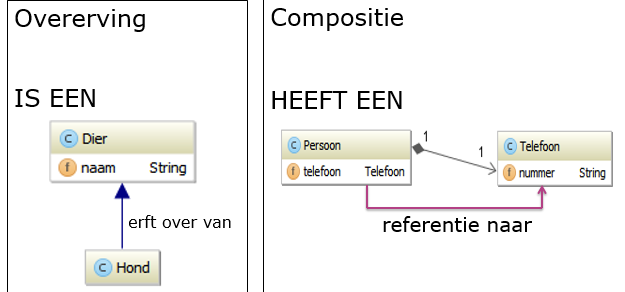 Overerving
IS EEN
C Dier
f naam String
erft over van
C Hond
Compositie
HEEFT EEN
C Persoon
f telefoon Telefoon
1
1
C Telefoon
f nummer String
referentie naar